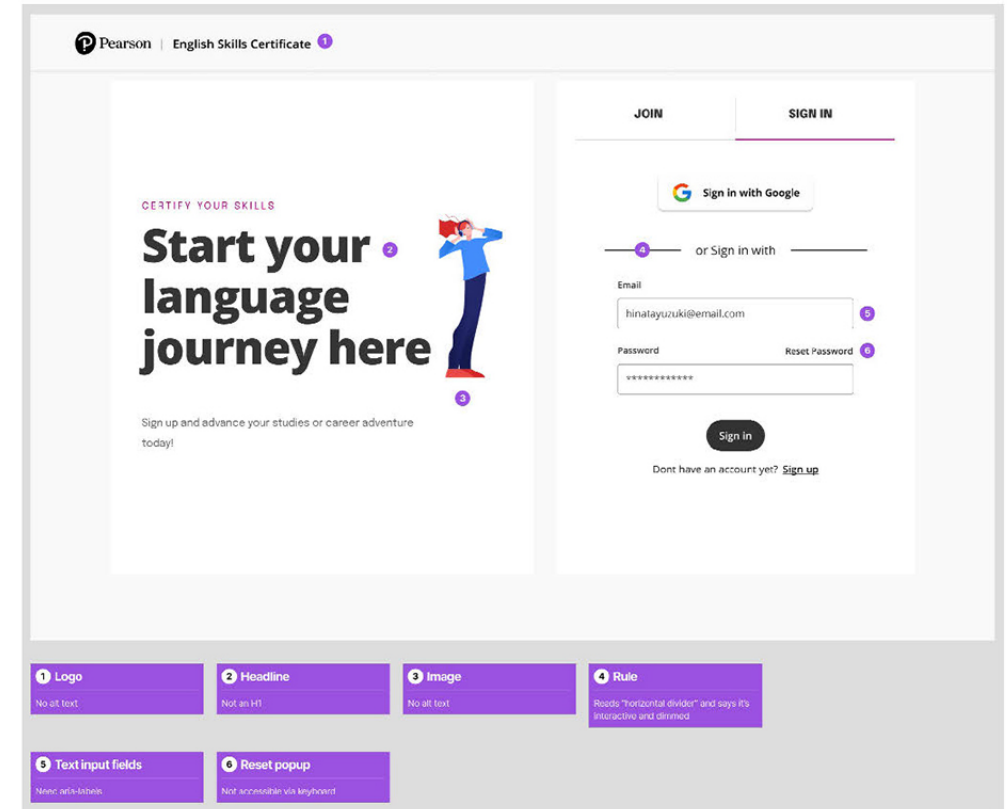 Pearson | English Skills Certificate 1
JOIN
SIGN IN
Sign in with Google
CERTIFY YOUR SKILLS
Start your 2
language
journey here
3
Sign up and advance your studies or career adventure
today!
4 or Sign in with
Email
hinatayuzuki@email.com 5
Password Reset Password 6
************
Sign in
Dont have an account yet? Sign up
1 Logo
No alt text
2 Headline
Not an H1
3 Image
No alt text
4 Rule
Reads "horizontal divider" and says it's
interactive and dimmed
5 Text input fields
Need aria-labels
6 Reset popup
Not accessible via keyboard